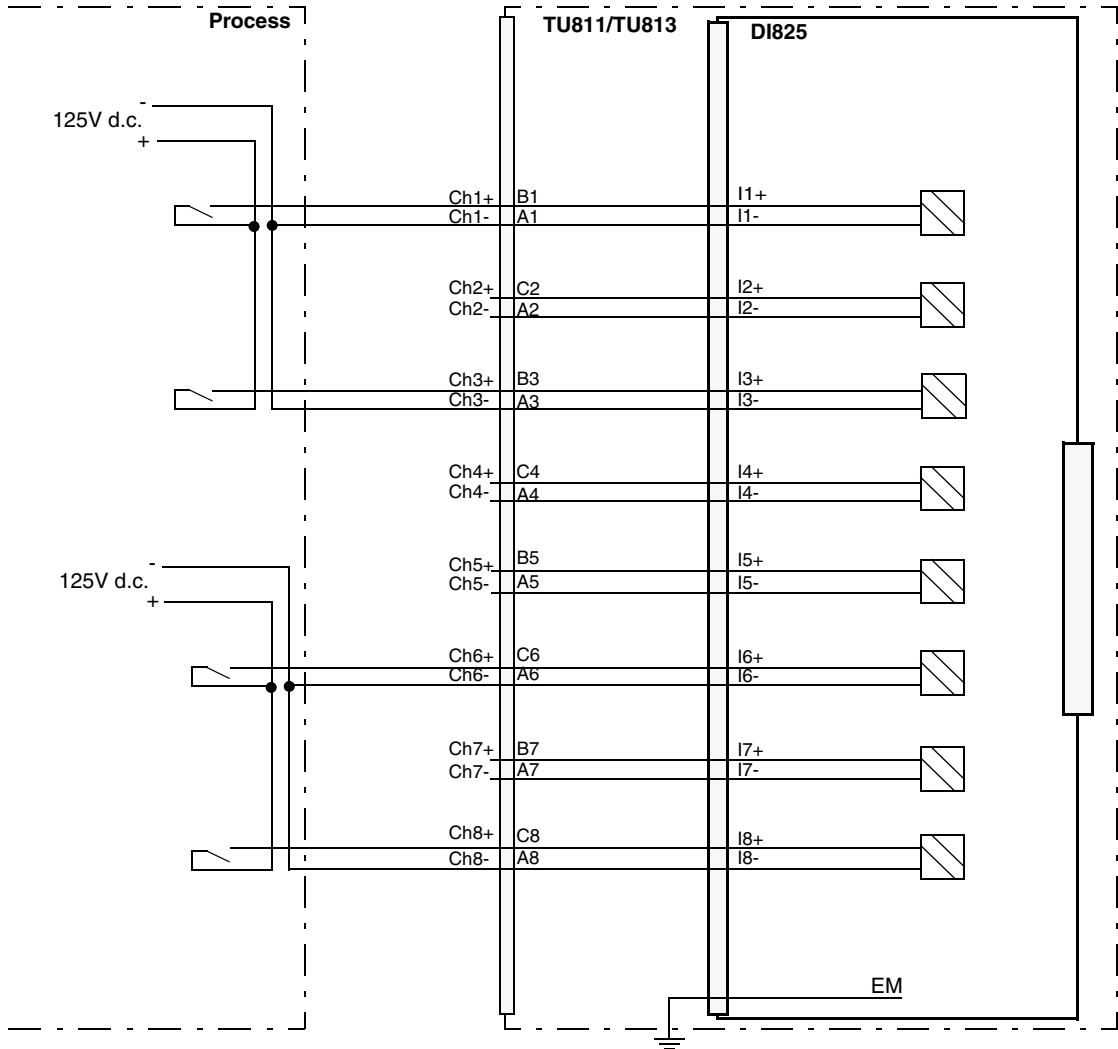 Process
TU811/TU813
DI825
-
125V d.c.
+
Ch1+ B1 I1+
Ch1- A1 I1-
Ch2+ C2 I2+
Ch2- A2 I2-
Ch3+ B3 I3+
Ch3- A3 I3-
Ch4+ C4 I4+
Ch4- A4 I4-
-
125V d.c.
+
Ch5+ B5 I5+
Ch5- A5 I5-
Ch6+ C6 I6+
Ch6- A6 I6-
Ch7+ B7 I7+
Ch7- A7 I7-
Ch8+ C8 I8+
Ch8- A8 I8-
EM